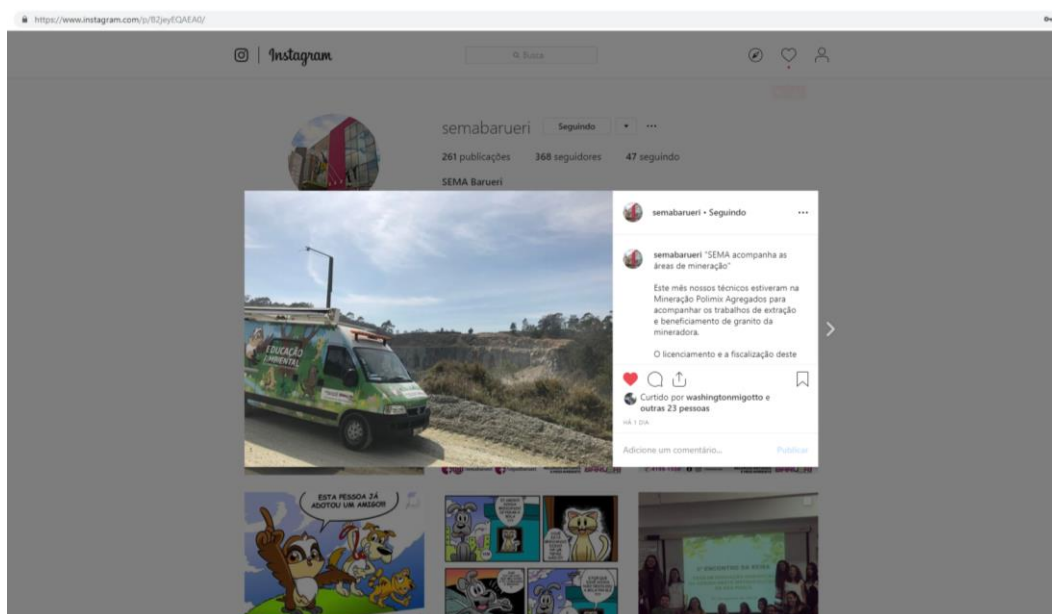 https://www.instagram.com/p/B2jeyEQAEA0/
Instagram
Busca
semabarueri Seguindo
261 publicações 368 seguidores 47 seguindo
SEMA Barueri
EDUCAÇÃO
AMBIENTAL
semabarueri • Seguindo
semabarueri "SEMA acompanha as
áreas de mineração"
Este mês nossos técnicos estiveram na
Mineração Polimix Agregados para
acompanhar os trabalhos de extração
e beneficiamento de granito da
mineradora.
O licenciamento e a fiscalização deste
Curtido por washingtonmigotto e
outras 23 pessoas
HÁ 1 DIA
Adicione um comentário... Publicar
ESTA PESSOA JÁ
ADOTOU UM AMIGO!!!